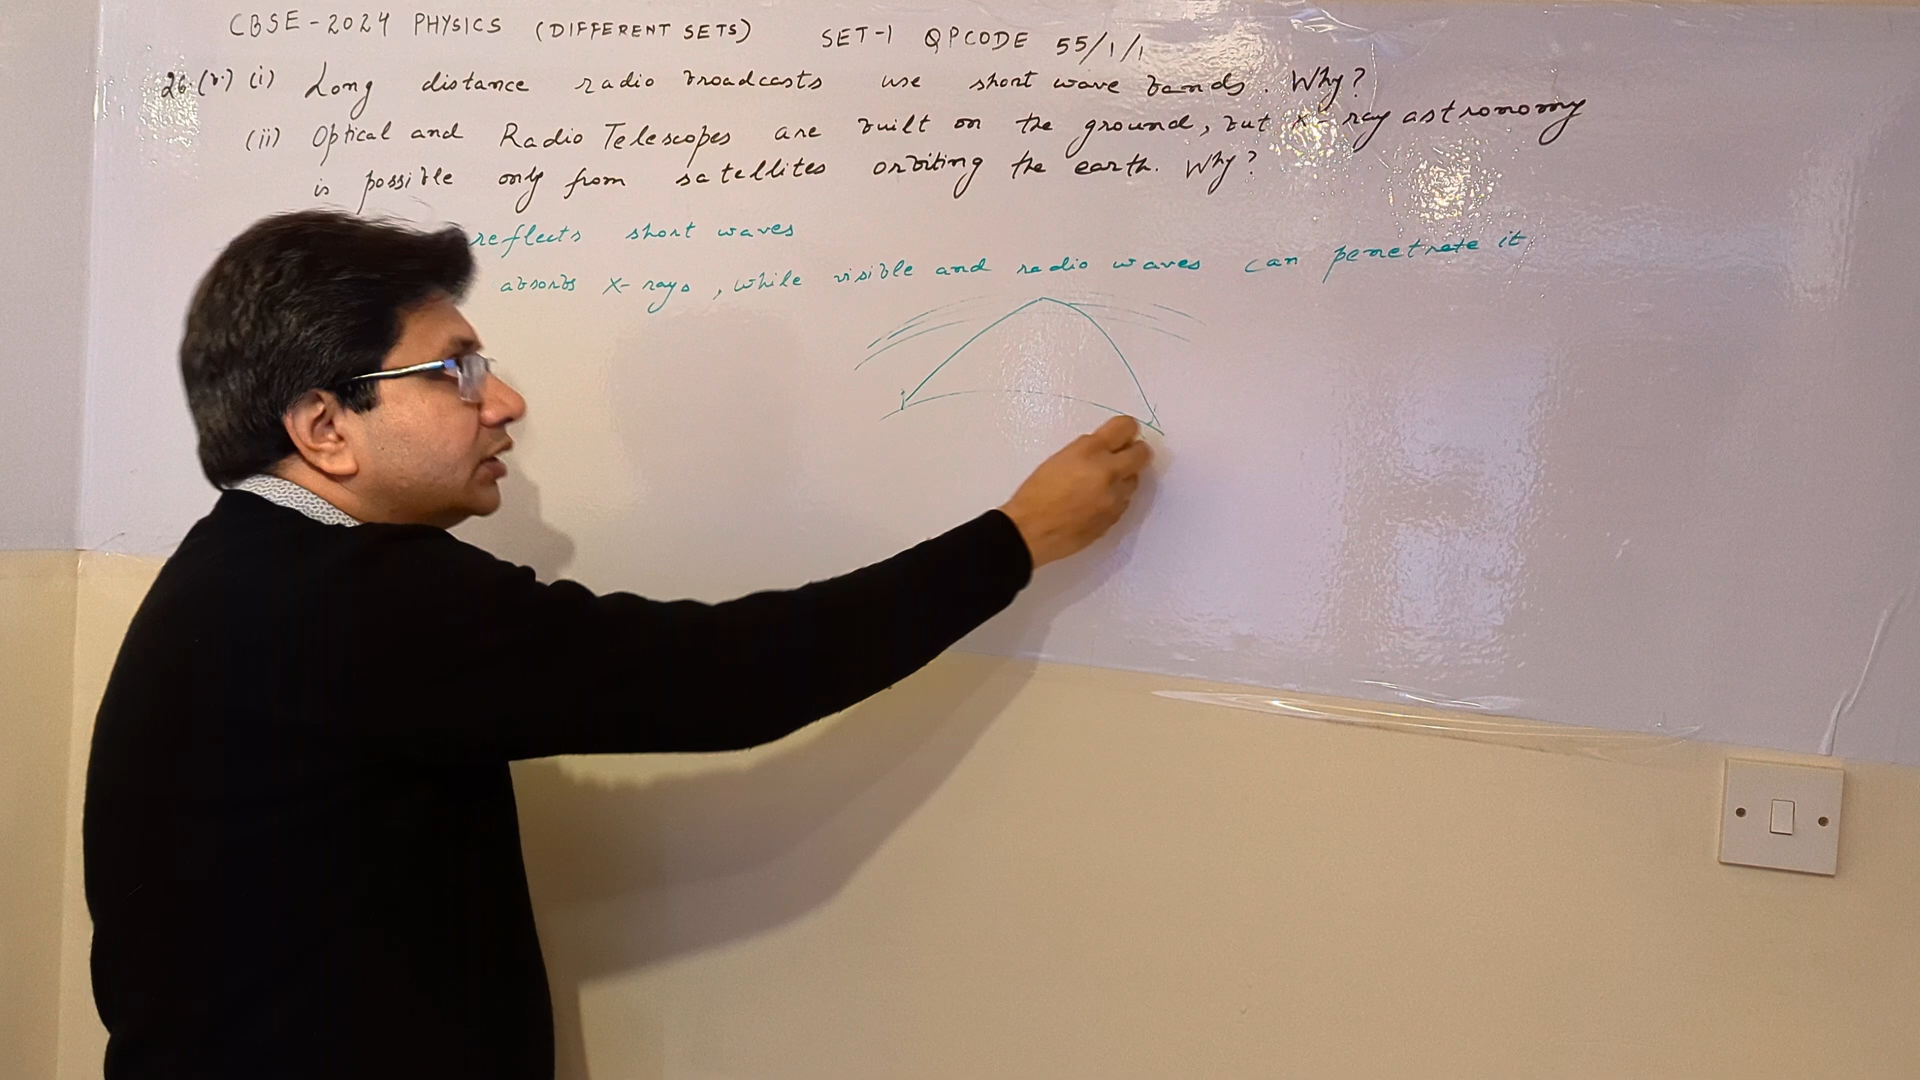 CBSE-2024 PHYSICS (DIFFERENT SETS) SET-1 QPCODE 55/1/1
(i) Long distance radio broadcasts use short wave bands. Why?
(ii) Optical and Radio Telescopes are built on the ground, but x-ray astronomy
is possible only from satellites orbiting the earth. Why?
reflects short waves
absorbs x-rays, while visible and radio waves can penetrate it